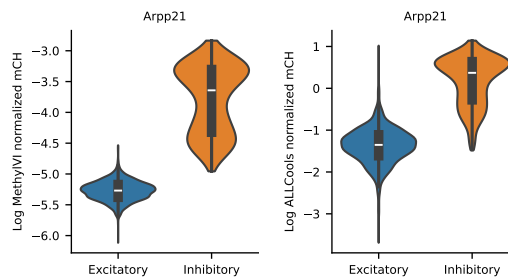 Arpp21
Log MethylVI normalized mCH
−3.0
−3.5
−4.0
−4.5
−5.0
−5.5
−6.0
Excitatory
Inhibitory
Arpp21
Log ALLCools normalized mCH
1
0
−1
−2
−3
Excitatory
Inhibitory